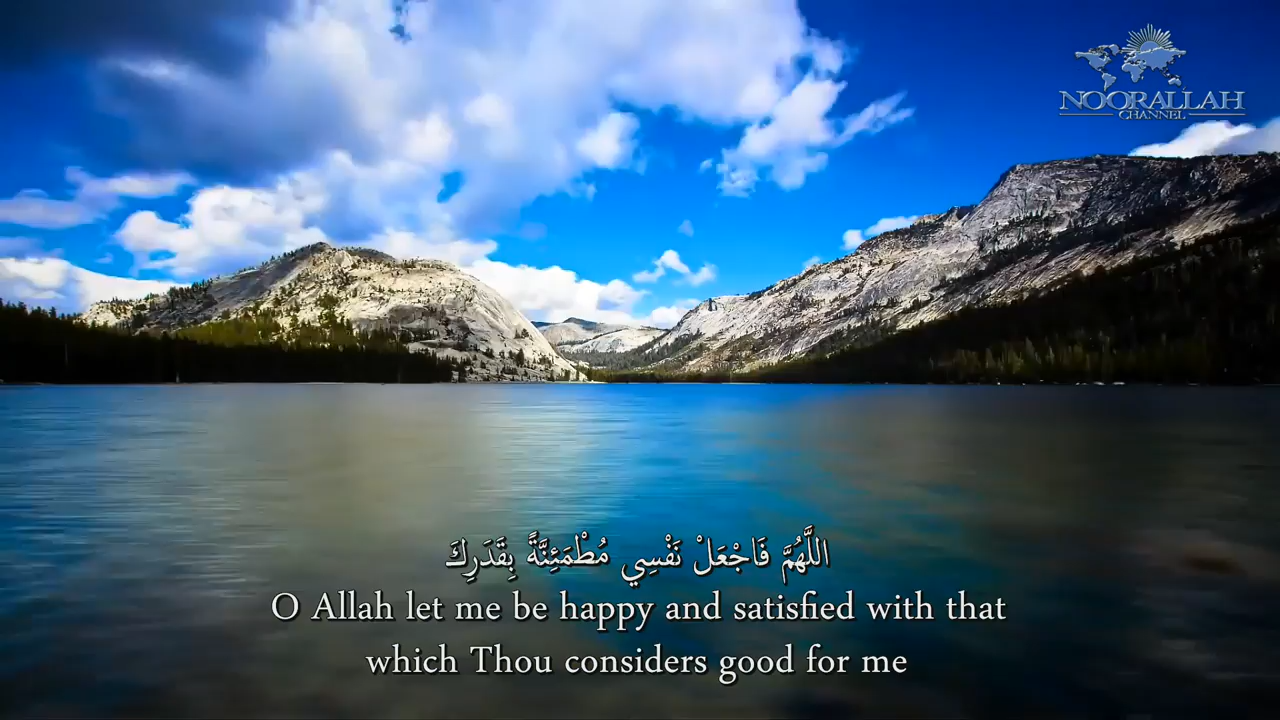 NOORALLAH
CHANNEL
اللَّهُمَّ فَاجْعَلْ نَفْسِي مُطْمَئِنَّةً بِقَدَرِكَ
O Allah let me be happy and satisfied with that
which Thou considers good for me